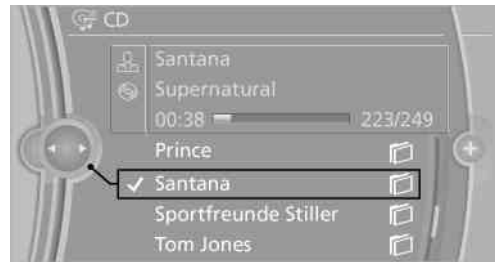 CD
Santana
Supernatural
00:38 223/249
Prince
Santana
Sportfreunde Stiller
Tom Jones